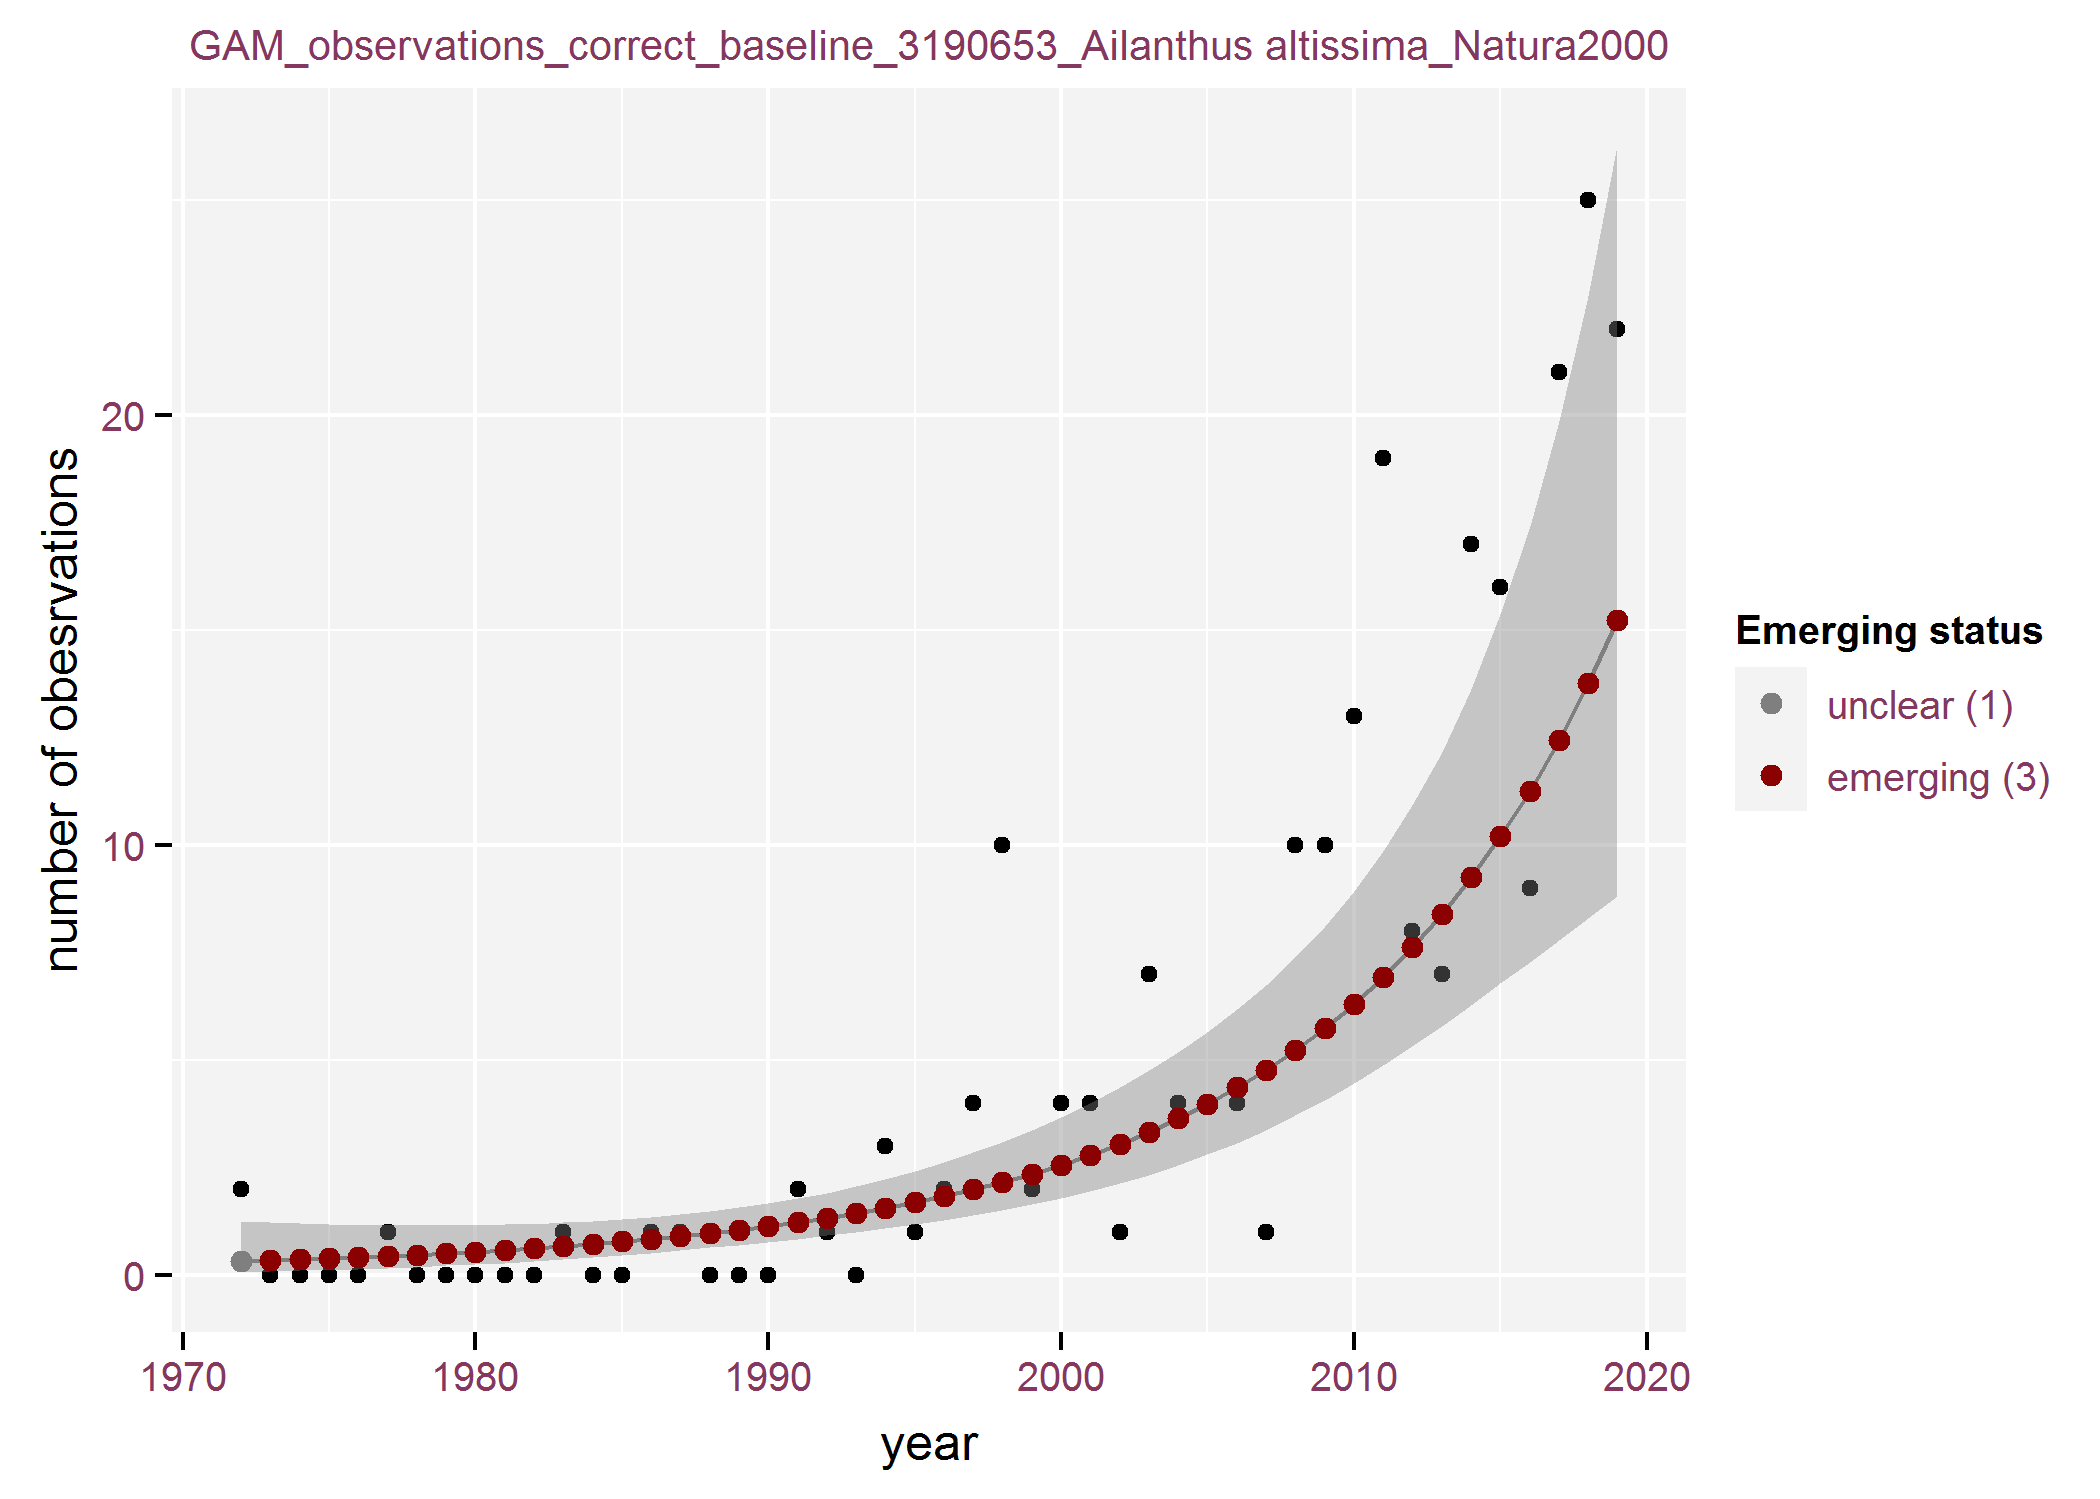 GAM_observations_correct_baseline_3190653_Ailanthus altissima_Natura2000
number of obesrvations
20
10
0
1970 1980 1990 2000 2010 2020
year
Emerging status
unclear (1)
emerging (3)